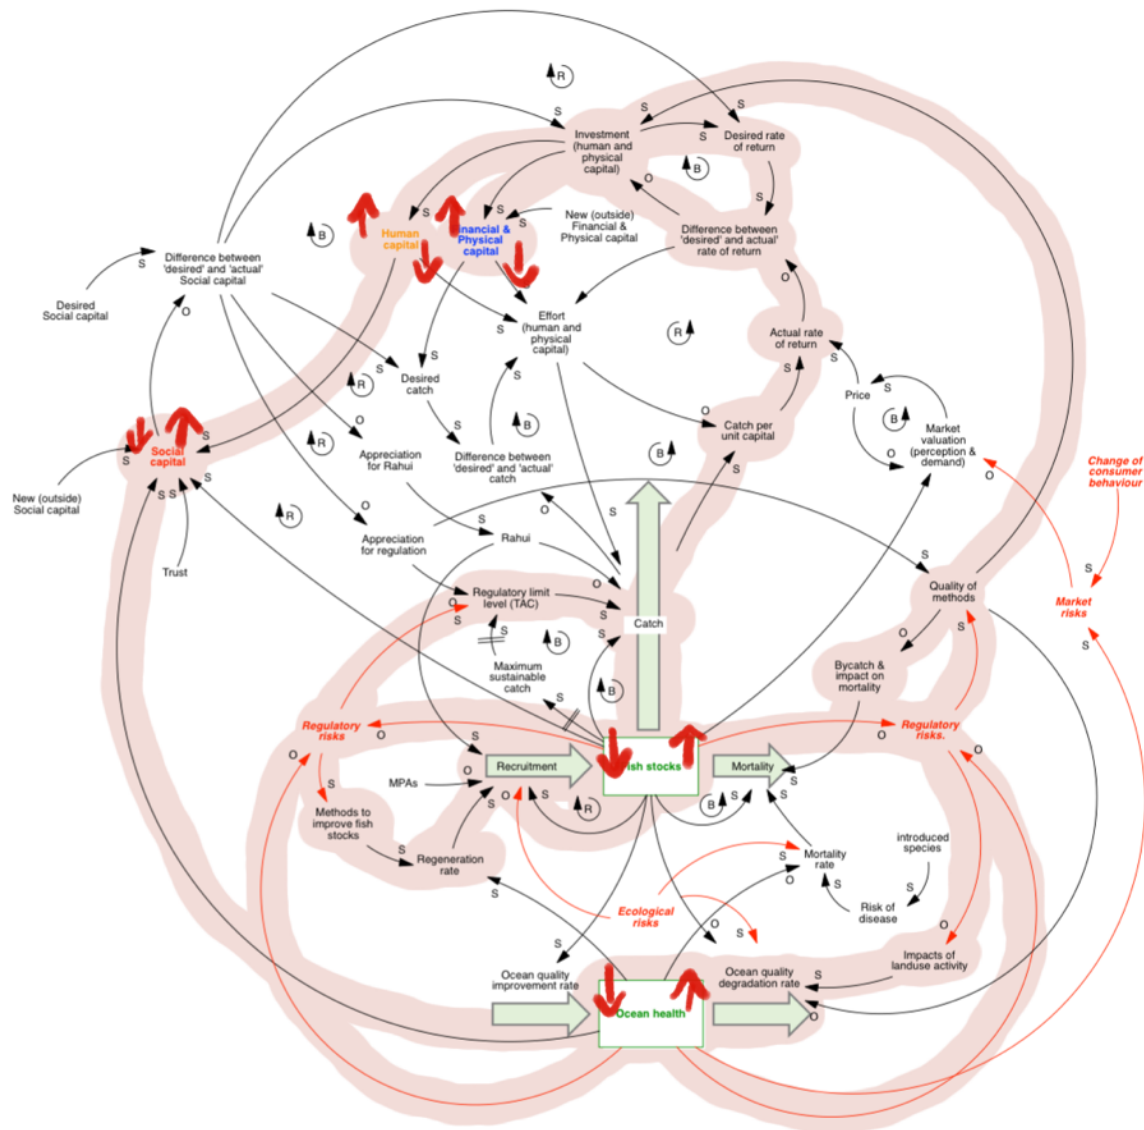 R
S
S
S
Investment
(human and
physical
capital)
S
Desired rate
of return
B
O
S
S
S
S
New (outside)
Financial &
Physical capital
Human
capital
inancial &
Physical
capital
Difference between
'desired' and 'actual'
rate of return
B
S
Difference between
'desired' and 'actual'
Social capital
Desired
Social capital
O
O
Effort
(human and
physical
capital)
S
S
R
Actual rate
of return
S
S
Desired
catch
S
R
S
S
Price
S
B
O
Market
valuation
(perception &
demand)
O
Catch per
unit capital
S
B
O
B
S
Difference between
'desired' and 'actual'
catch
O
Appreciation
for Rahui
R
S
S
Social
capital
S
S
S
New (outside)
Social capital
Trust
R
O
Appreciation
for regulation
S
Rahui
O
S
Change of
consumer
behaviour
S
Market
risks
S
S
Quality of
methods
S
O
Regulatory limit
level (TAC)
O
S
O
S
Catch
S
S
B
Maximum
sustainable
catch
S
B
Bycatch &
impact on
mortality
Regulatory
risks
O
O
Regulatory
risks.
O
O
S
Recruitment
ish stocks
Mortality
S
S
MPAs
O
S
O
S
R
B
S
S
S
Methods to
improve fish
stocks
S
Regeneration
rate
S
Ecological
risks
S
O
Mortality
rate
introduced
species
S
S
Risk of
disease
O
S
O
Impacts of
landuse activity
S
Ocean quality
improvement rate
Ocean quality
degradation rate
S
Ocean health
O